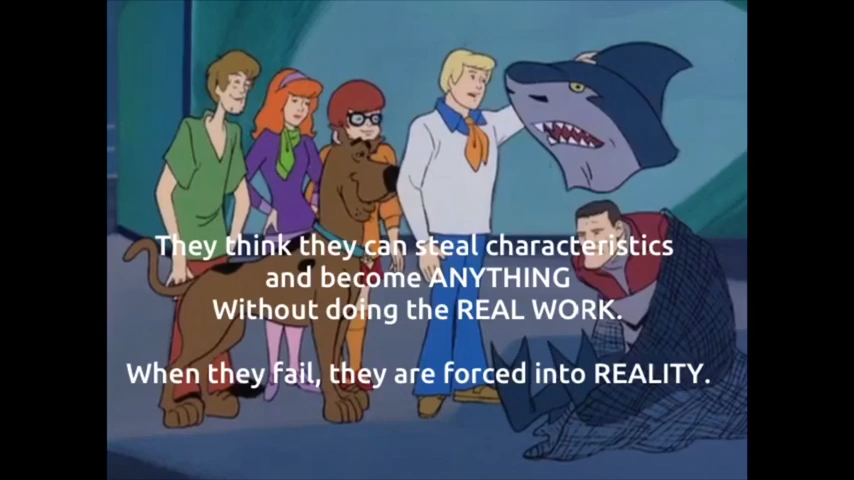 They think they can steal characteristics
and become ANYTHING
Without doing the REAL WORK.
When they fail, they are forced into REALITY.